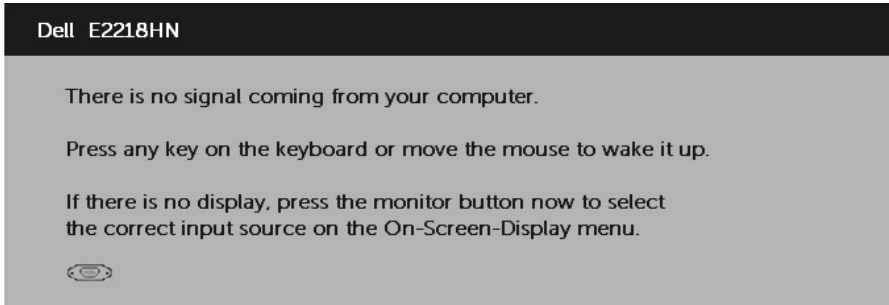 Dell E2218HN
There is no signal coming from your computer.
Press any key on the keyboard or move the mouse to wake it up.
If there is no display, press the monitor button now to select
the correct input source on the On-Screen-Display menu.